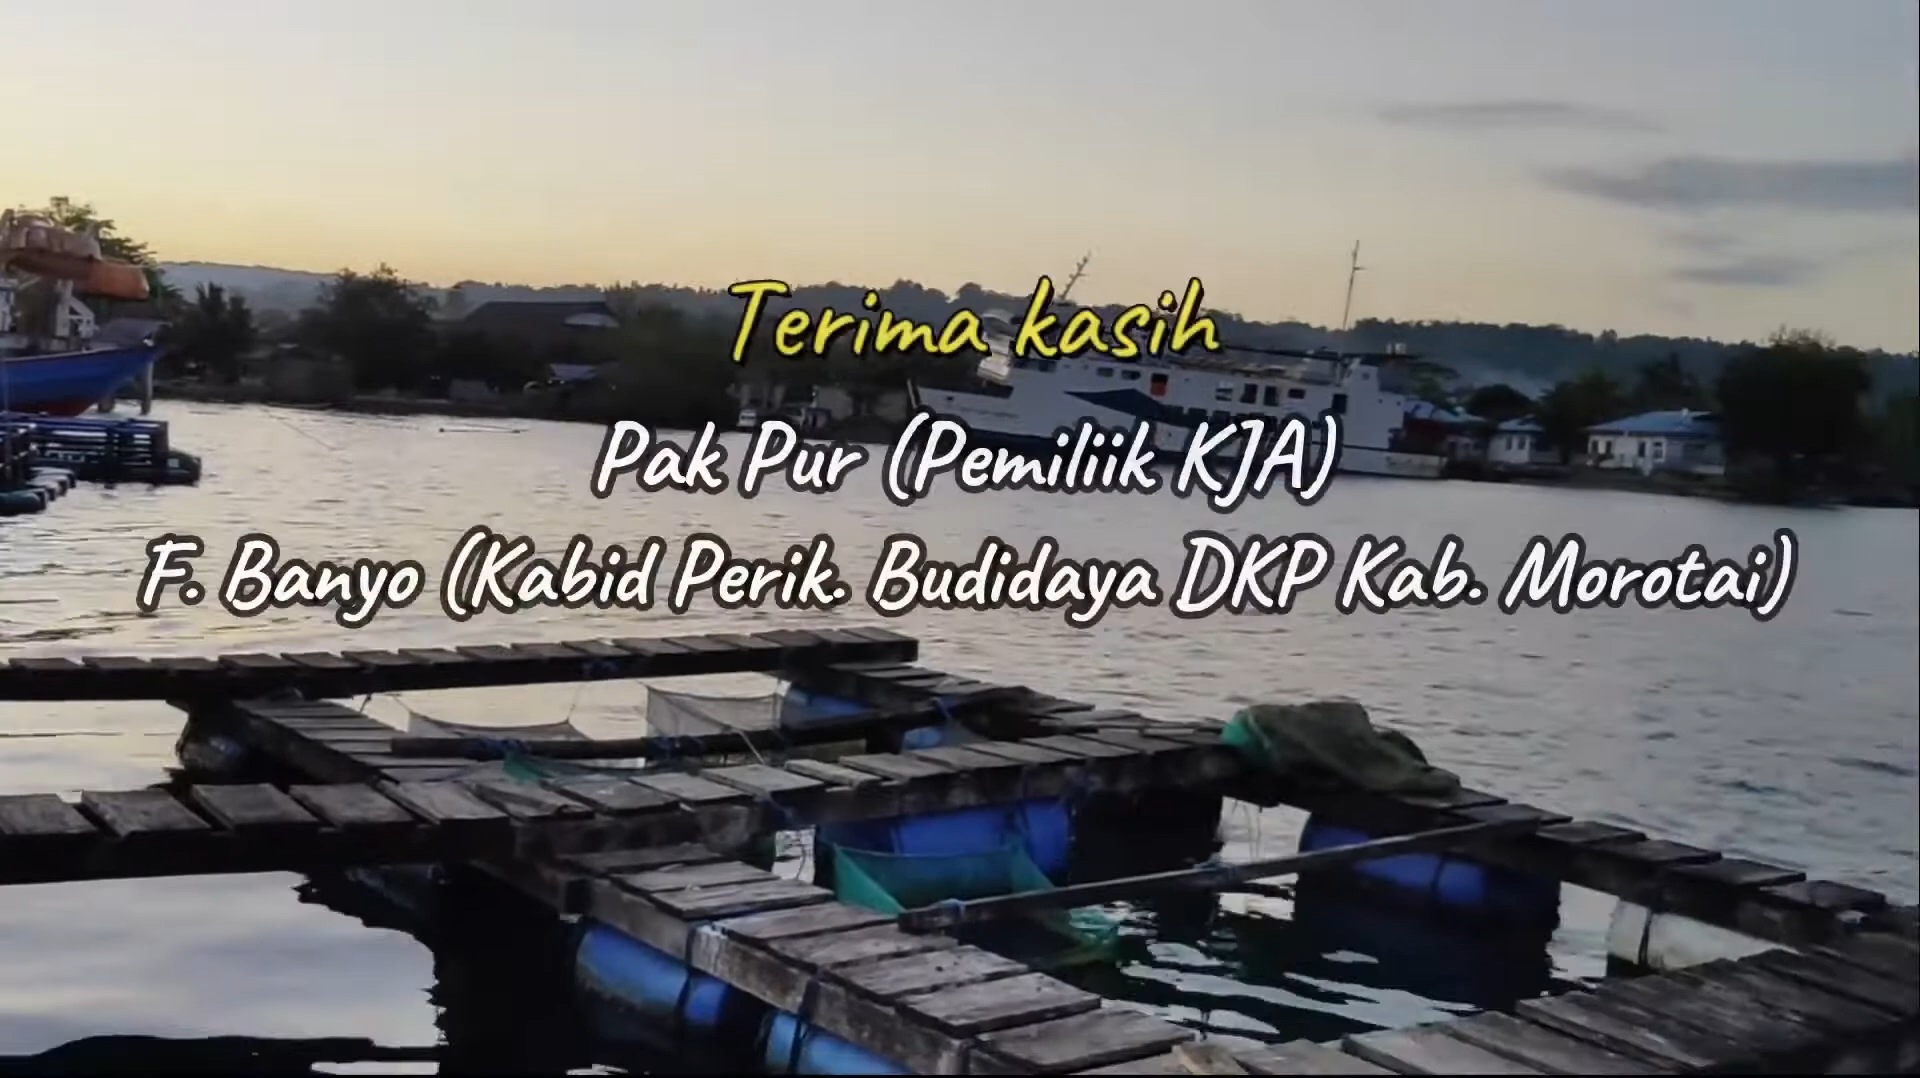 Terima kasih
Pak Pur (Pemiliik KJA)
F. Banyo (Kabid Perik. Budidaya DKP Kab. Morotai)